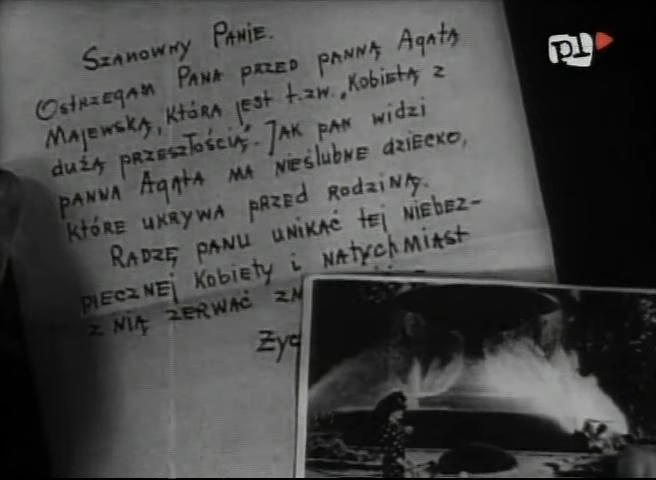 Szanowny Panie.
Ostrzegam Pana przed panną Agatą
Majewską, która jest t.zw. „Kobietą z
dużą przeszłością". Jak pan widzi
panna Agata ma nieślubne dziecko,
które ukrywa przed rodziną.
Radzę panu unikać tej niebez-
piecznej kobiety i natychmiast
z nią zerwać